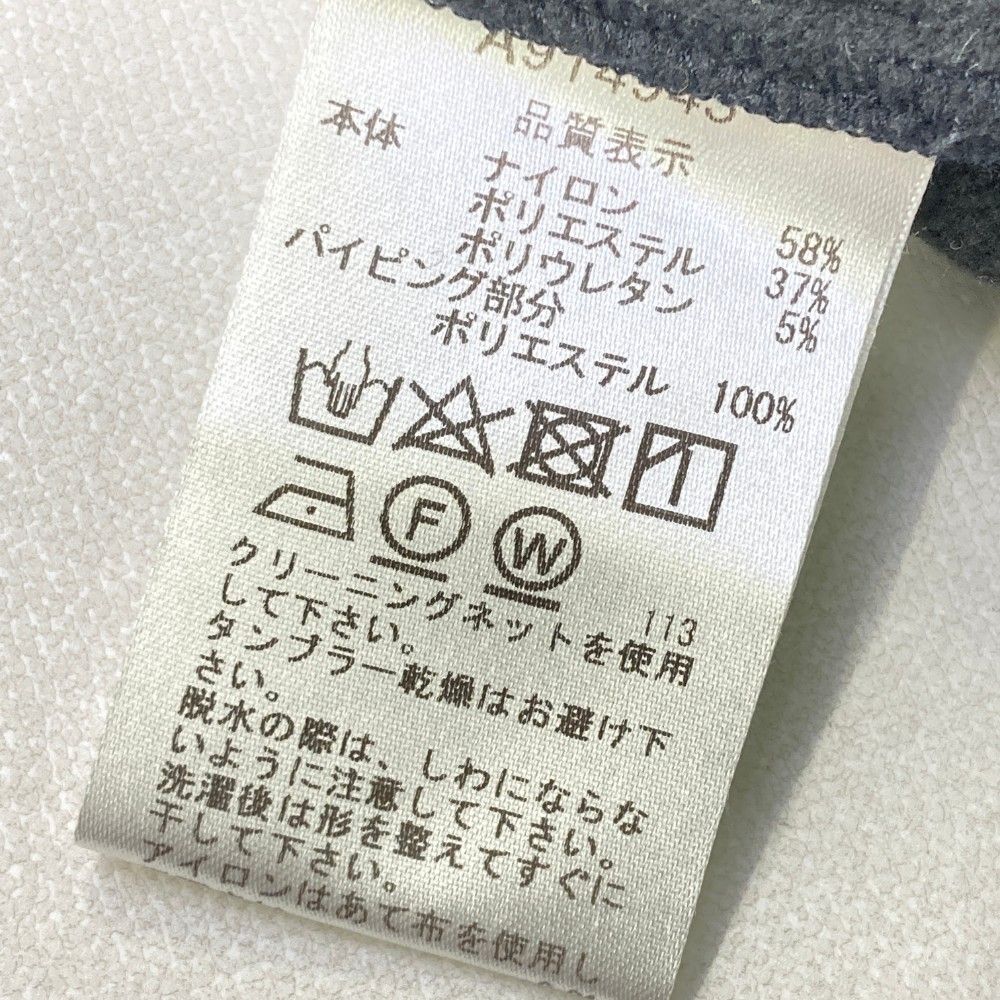 A914545
品質表示
本体
ナイロン 58%
ポリエステル 37%
ポリウレタン 5%
パイピング部分
ポリエステル 100%
F W
113
クリーニングネットを使用
して下さい。
タンブラー乾燥はお避け下
さい。
脱水の際は、しわにならな
いように注意して下さい。
洗濯後は形を整えてすぐに
干して下さい。
アイロンはあて布を使用し